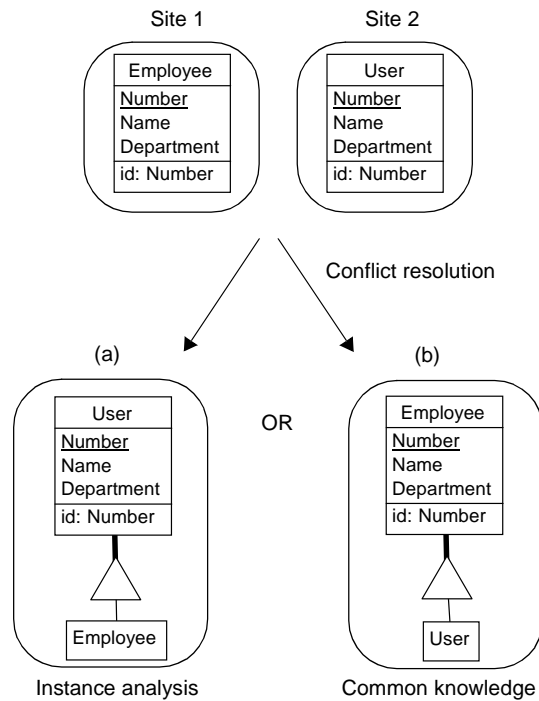 Site 1
Site 2
Employee
Number
Name
Department
id: Number
User
Number
Name
Department
id: Number
Conflict resolution
(a)
(b)
User
Number
Name
Department
id: Number
Employee
Instance analysis
OR
Employee
Number
Name
Department
id: Number
User
Common knowledge